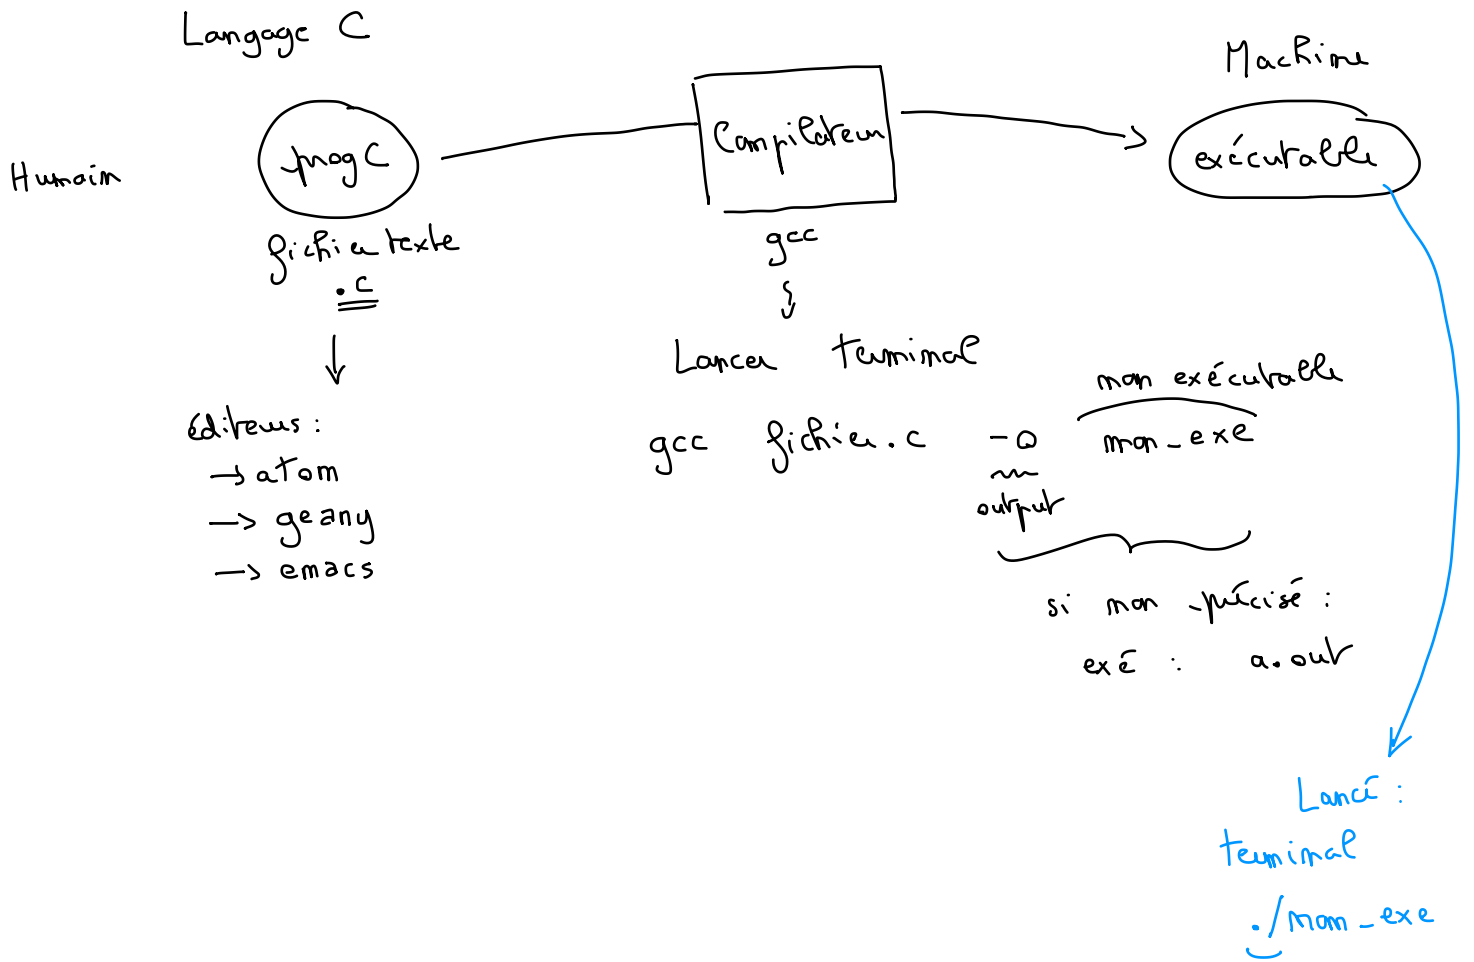 Langage C
Machine
Humain
prog C
Compilateur
exécutable
fichier texte
.c
gcc
Lancer terminal
mon exécutable
gcc fichier.c -o mon_exe
output
éditeurs :
→ atom
→ geany
→ emacs
si non précisé :
exé : a.out
Lancé :
terminal
./mon_exe